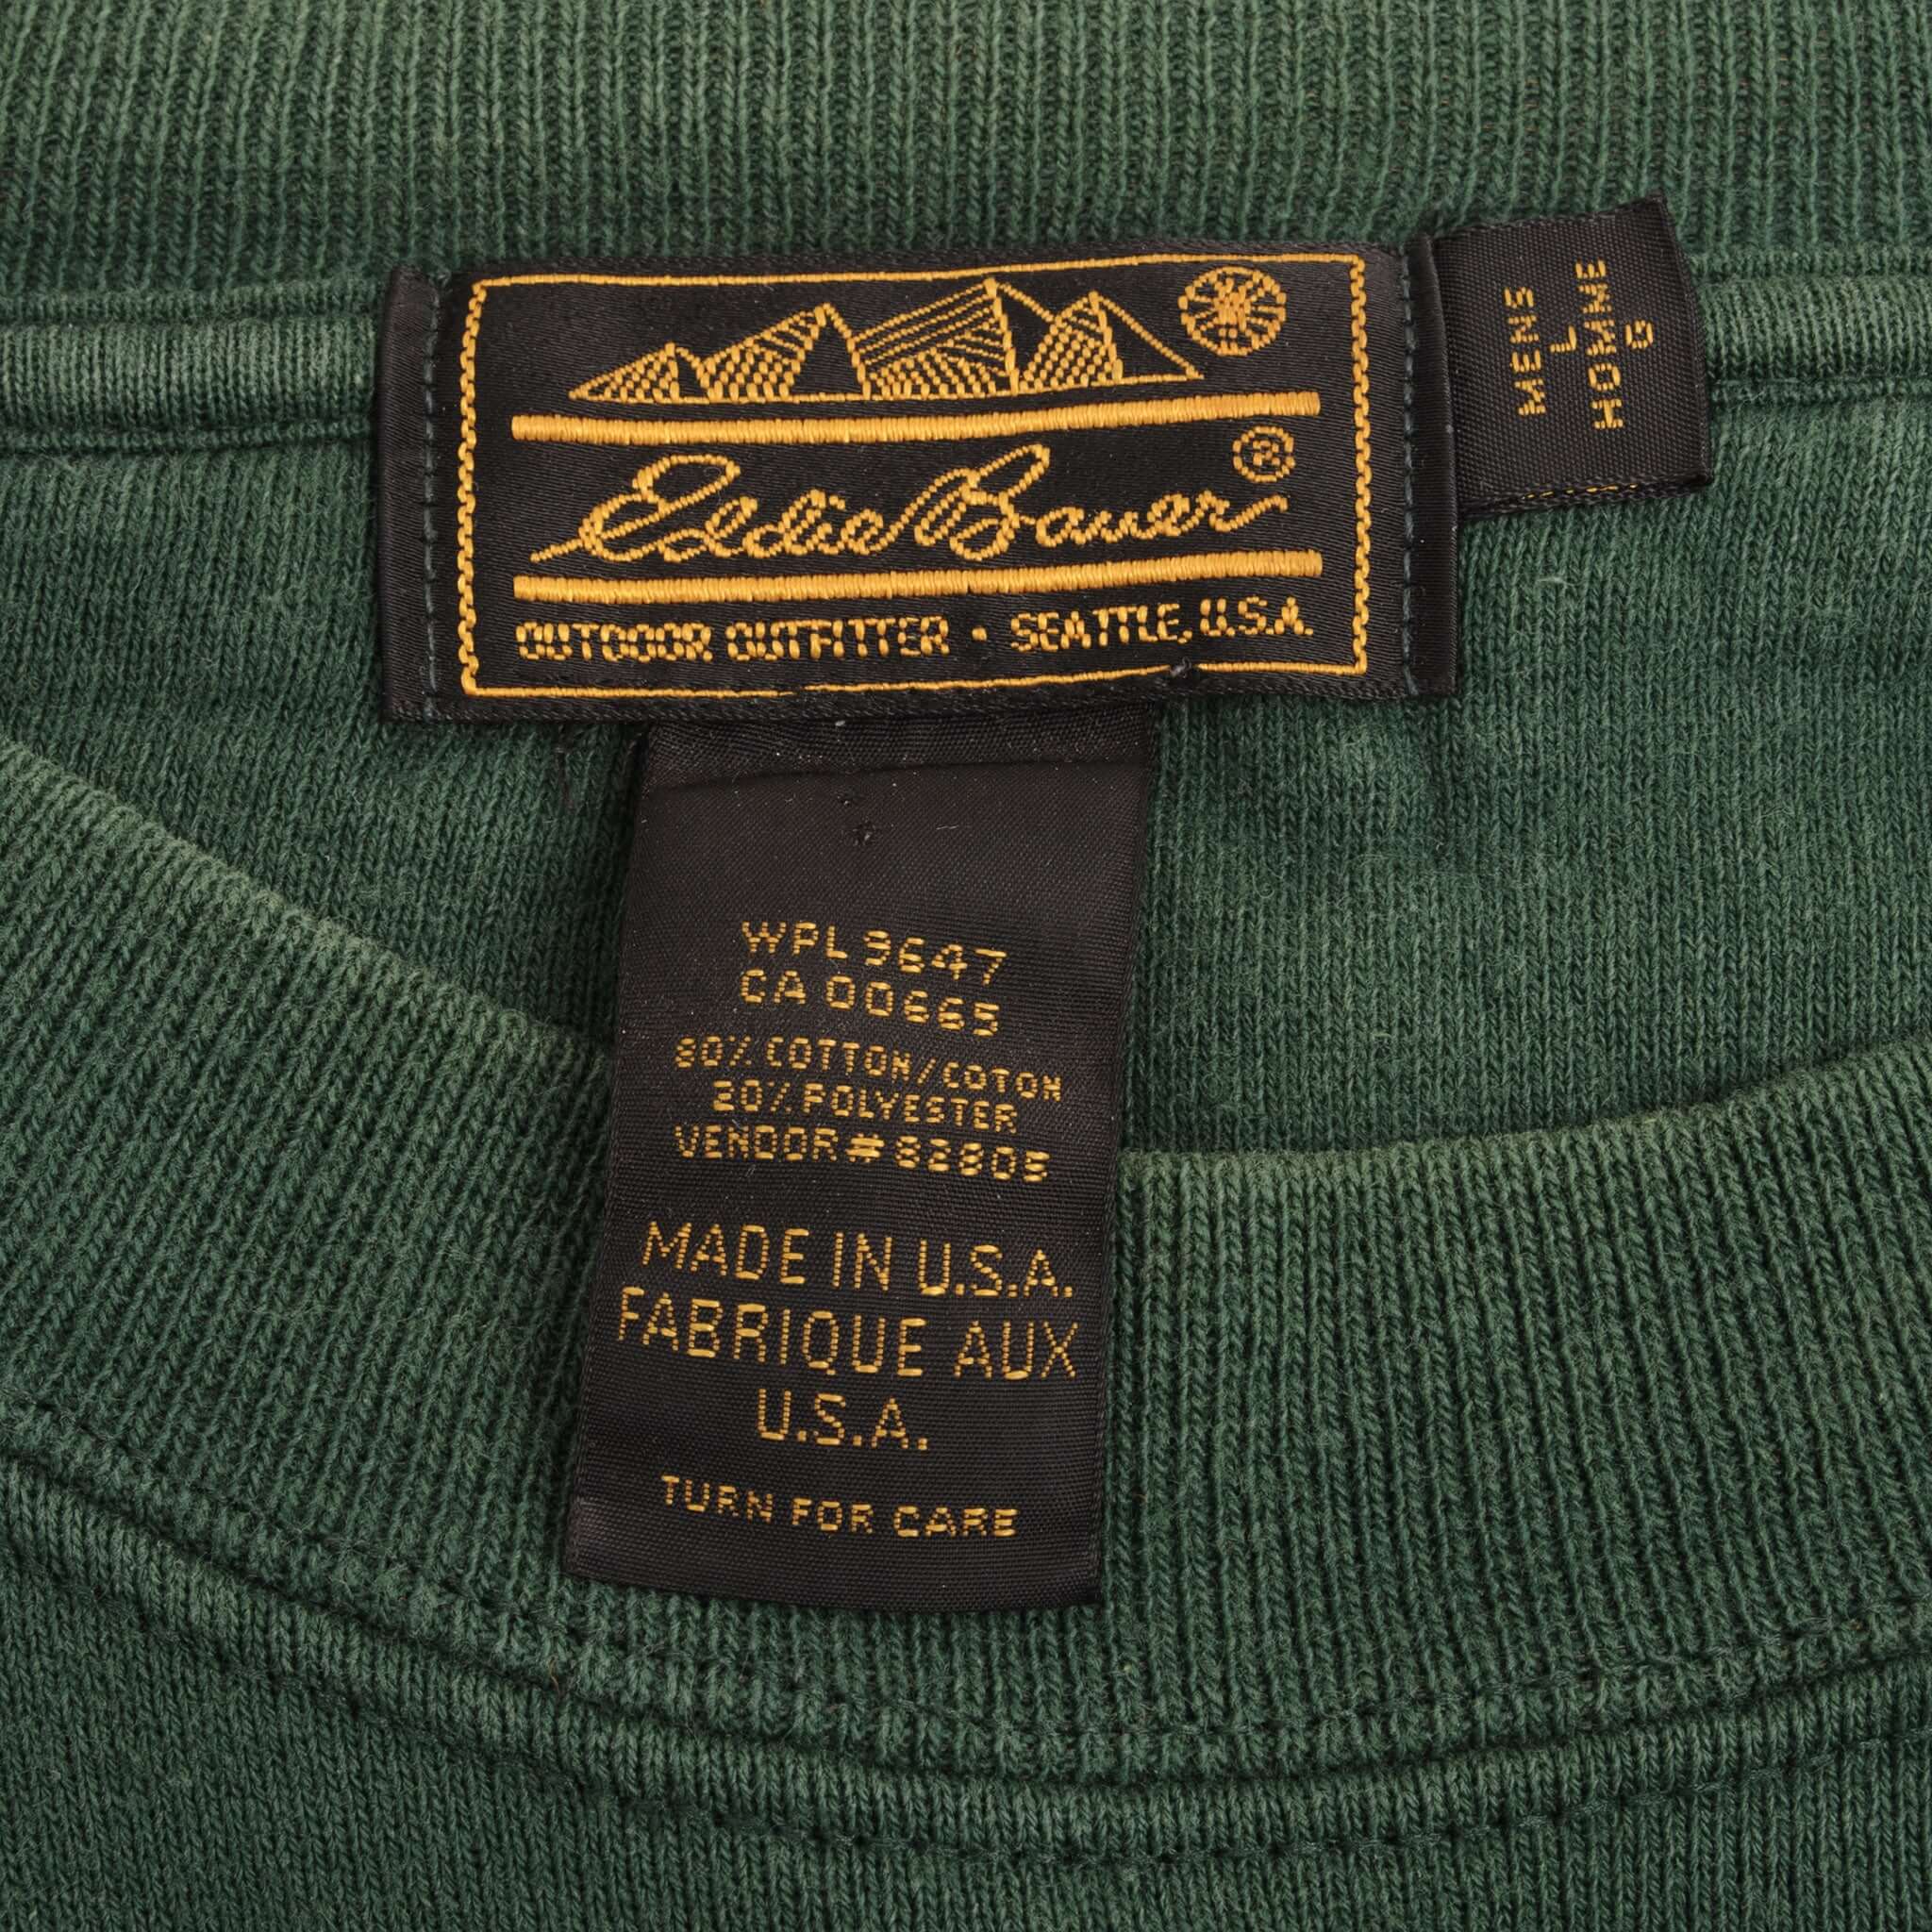 Eddie Bauer ®
OUTDOOR OUTFITTER • SEATTLE, U.S.A.
MENS
L
HOMME
G
WPL 9647
CA 00665
80% COTTON/COTON
20% POLYESTER
VENDOR # 82805
MADE IN U.S.A.
FABRIQUE AUX
U.S.A.
TURN FOR CARE